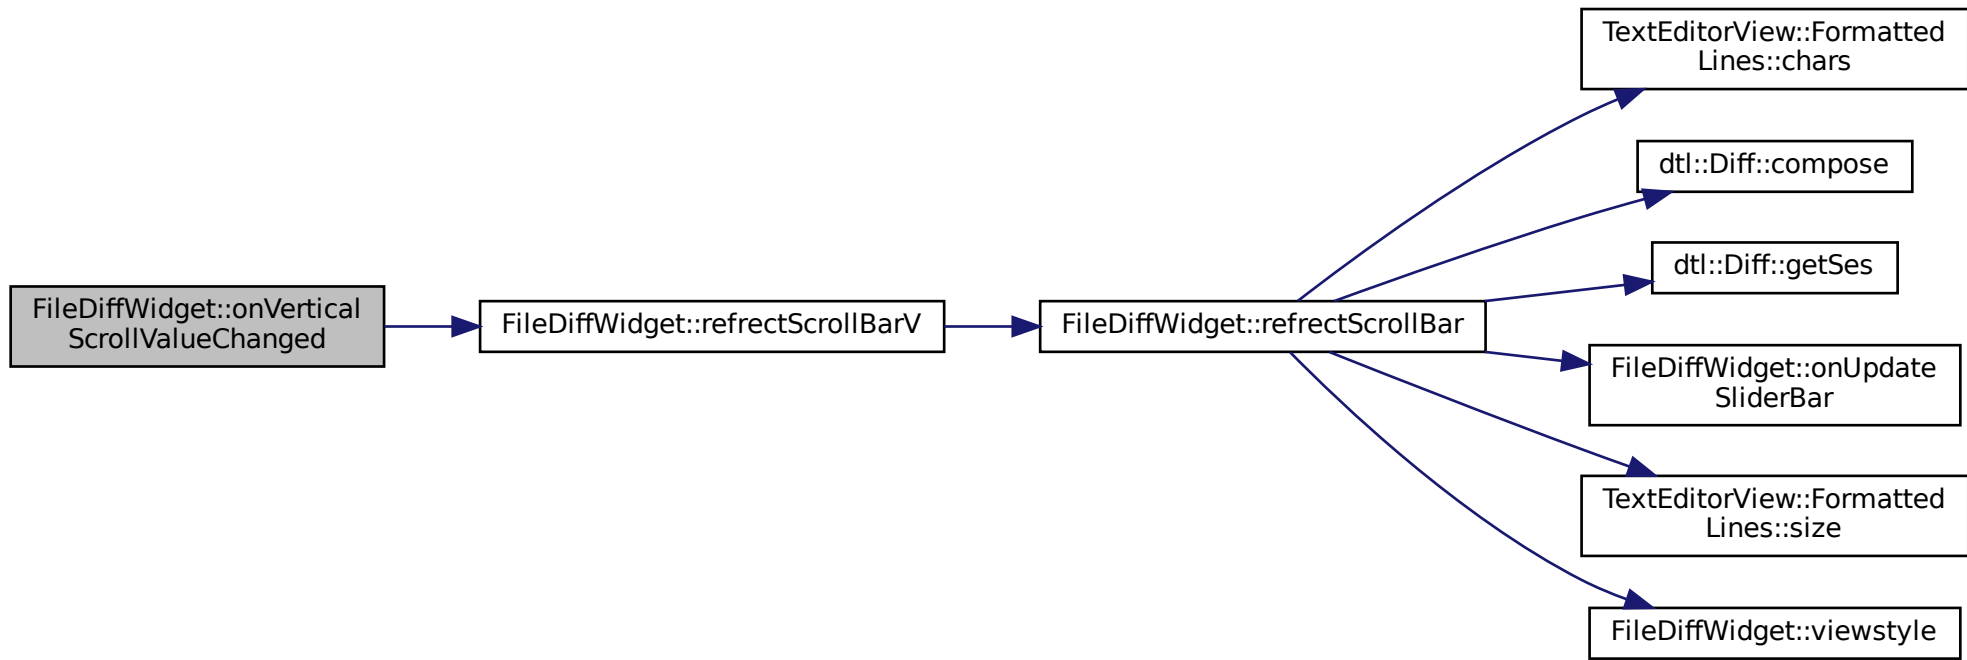 FileDiffWidget::onVertical
ScrollValueChanged
FileDiffWidget::refrectScrollBarV
FileDiffWidget::refrectScrollBar
TextEditorView::Formatted
Lines::chars
dtl::Diff::compose
dtl::Diff::getSes
FileDiffWidget::onUpdate
SliderBar
TextEditorView::Formatted
Lines::size
FileDiffWidget::viewstyle